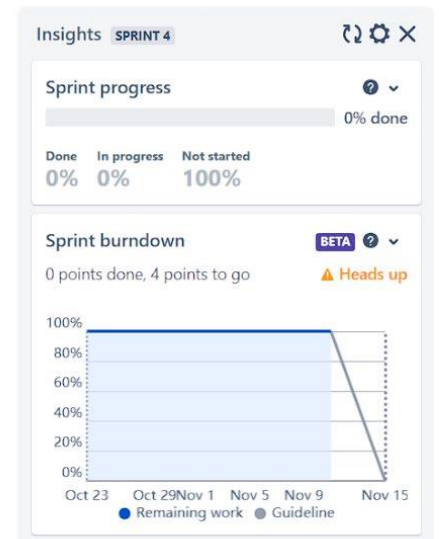 Insights SPRINT 4
Sprint progress
0% done
Done In progress Not started
0% 0% 100%
Sprint burndown BETA
0 points done, 4 points to go Heads up
100%
80%
60%
40%
20%
0%
Oct 23 Oct 29Nov 1 Nov 5 Nov 9 Nov 15
Remaining work Guideline